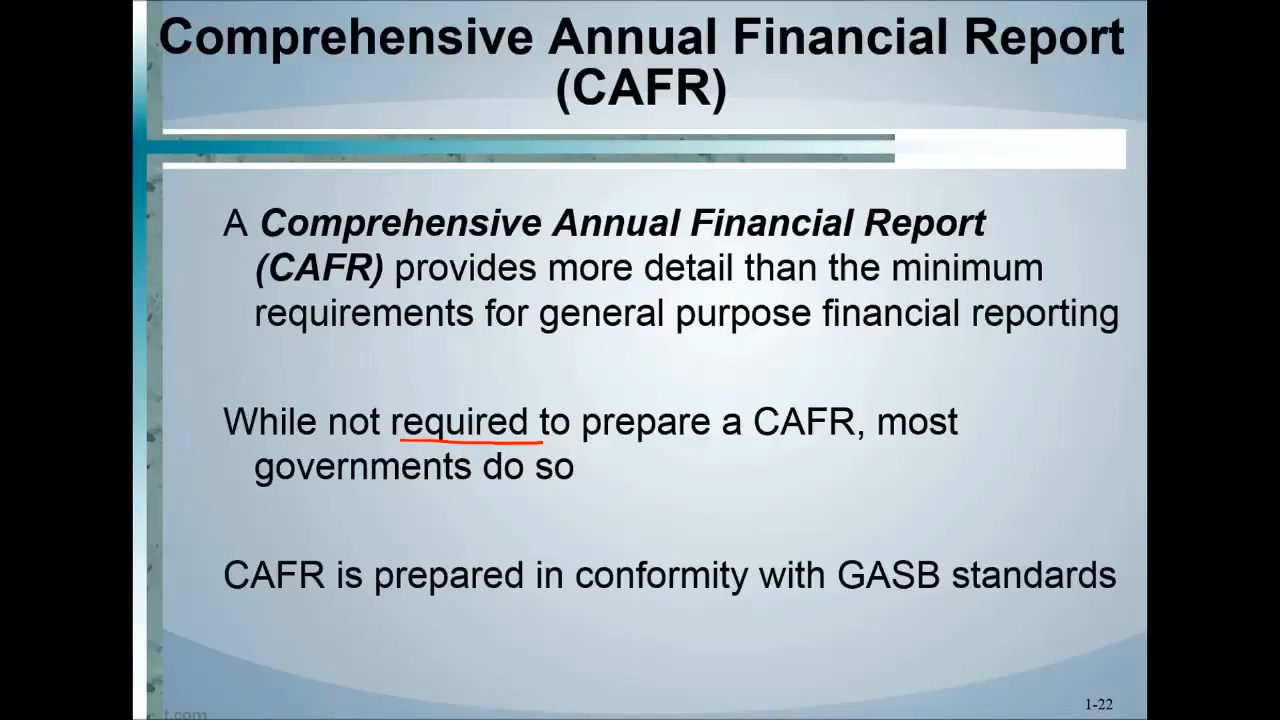 Comprehensive Annual Financial Report
(CAFR)
A Comprehensive Annual Financial Report
(CAFR) provides more detail than the minimum
requirements for general purpose financial reporting
While not required to prepare a CAFR, most
governments do so
CAFR is prepared in conformity with GASB standards
1-22
t.com